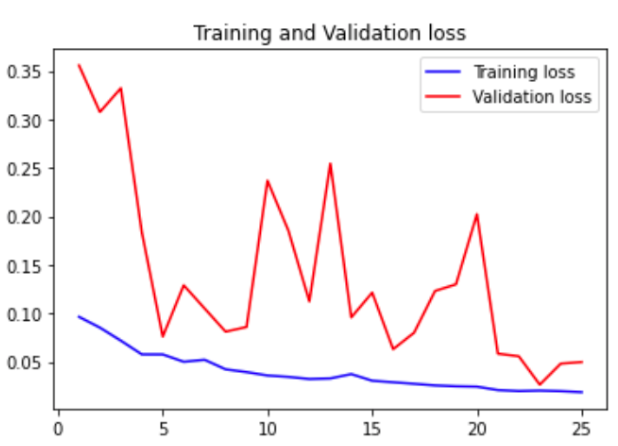 Training and Validation loss
Training loss
Validation loss
0.35
0.30
0.25
0.20
0.15
0.10
0.05
0 5 10 15 20 25